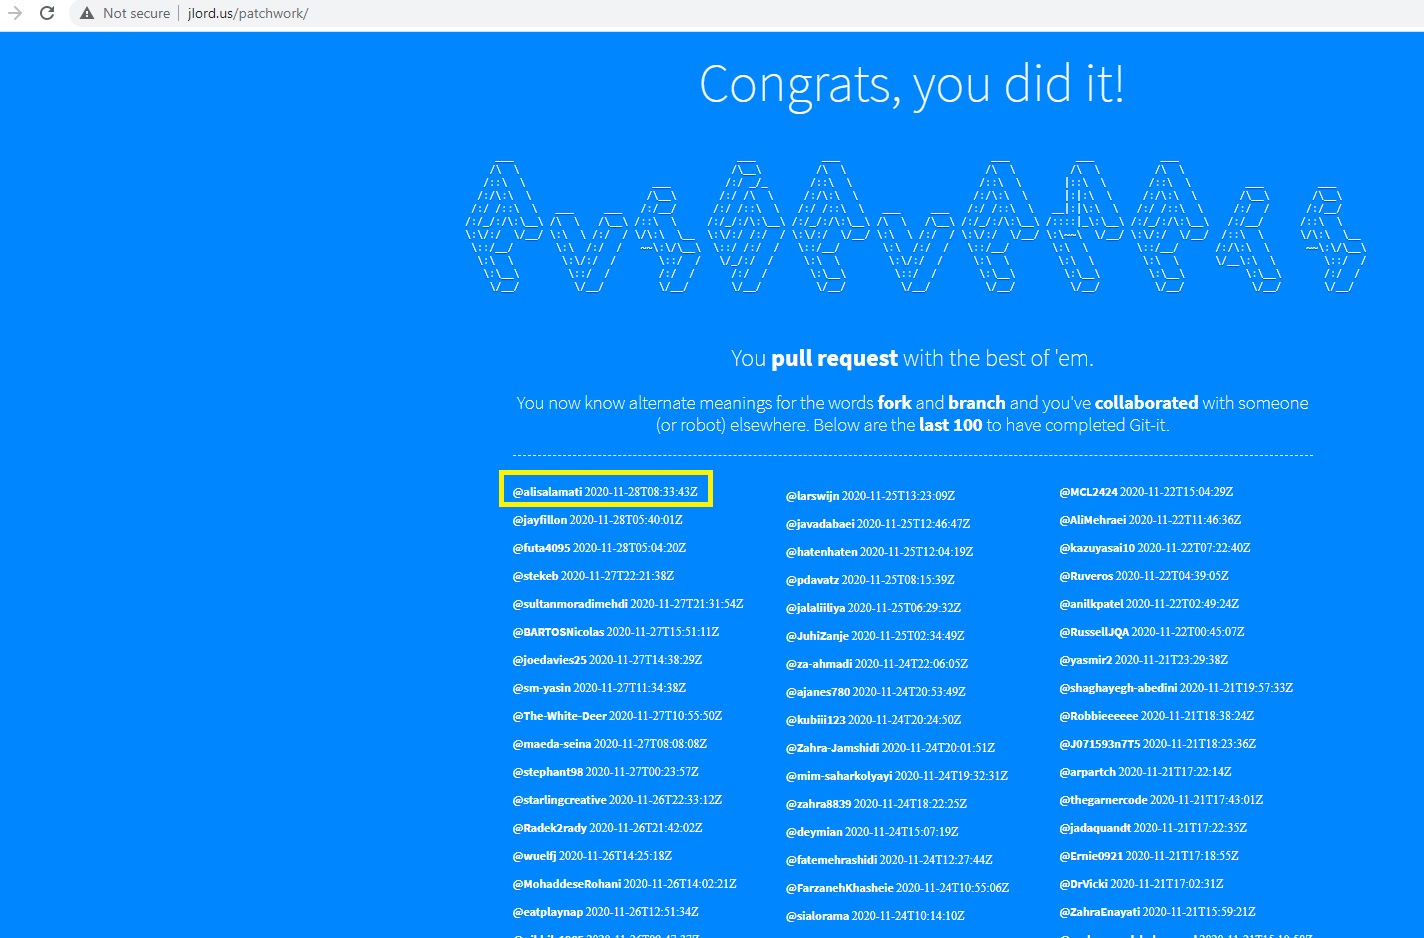 Not secure | jlord.us/patchwork/
Congrats, you did it!
You pull request with the best of 'em.
You now know alternate meanings for the words fork and branch and you've collaborated with someone
(or robot) elsewhere. Below are the last 100 to have completed Git-it.
@alisalamati 2020-11-28T08:33:43Z
@jayfillon 2020-11-28T05:40:01Z
@futa4095 2020-11-28T05:04:20Z
@stekeb 2020-11-27T22:21:38Z
@sultanmoradimehdi 2020-11-27T21:31:54Z
@BARTOSNicolas 2020-11-27T15:51:11Z
@joedavies25 2020-11-27T14:38:29Z
@sm-yasin 2020-11-27T11:34:38Z
@The-White-Deer 2020-11-27T10:55:50Z
@maeda-seina 2020-11-27T08:08:08Z
@stephant98 2020-11-27T00:23:57Z
@starlingcreative 2020-11-26T22:33:12Z
@Radek2rady 2020-11-26T21:42:02Z
@wuelfj 2020-11-26T14:25:18Z
@MohaddeseRohani 2020-11-26T14:02:21Z
@eatplaynap 2020-11-26T12:51:34Z
@larswijn 2020-11-25T13:23:09Z
@javadabaei 2020-11-25T12:46:47Z
@hatenhaten 2020-11-25T12:04:19Z
@pdavatz 2020-11-25T08:15:39Z
@jalaliiliya 2020-11-25T06:29:32Z
@JuhiZanje 2020-11-25T02:34:49Z
@za-ahmadi 2020-11-24T22:06:05Z
@ajanes780 2020-11-24T20:53:49Z
@kubiii123 2020-11-24T20:24:50Z
@Zahra-Jamshidi 2020-11-24T20:01:51Z
@mim-saharkolyayi 2020-11-24T19:32:31Z
@zahra8839 2020-11-24T18:22:25Z
@deymian 2020-11-24T15:07:19Z
@fatemehrashidi 2020-11-24T12:27:44Z
@FarzanehKhasheie 2020-11-24T10:55:06Z
@sialorama 2020-11-24T10:14:10Z
@MCL2424 2020-11-22T15:04:29Z
@AliMehraei 2020-11-22T11:46:36Z
@kazuyasai10 2020-11-22T07:22:40Z
@Ruveros 2020-11-22T04:39:05Z
@anilkpatel 2020-11-22T02:49:24Z
@RussellJQA 2020-11-22T00:45:07Z
@yasmir2 2020-11-21T23:29:38Z
@shaghayegh-abedini 2020-11-21T19:57:33Z
@Robbieeeeee 2020-11-21T18:38:24Z
@J071593n7T5 2020-11-21T18:23:36Z
@arpartch 2020-11-21T17:22:14Z
@thegarnercode 2020-11-21T17:43:01Z
@jadaquandt 2020-11-21T17:22:35Z
@Ernie0921 2020-11-21T17:18:55Z
@DrVicki 2020-11-21T17:02:31Z
@ZahraEnayati 2020-11-21T15:59:21Z